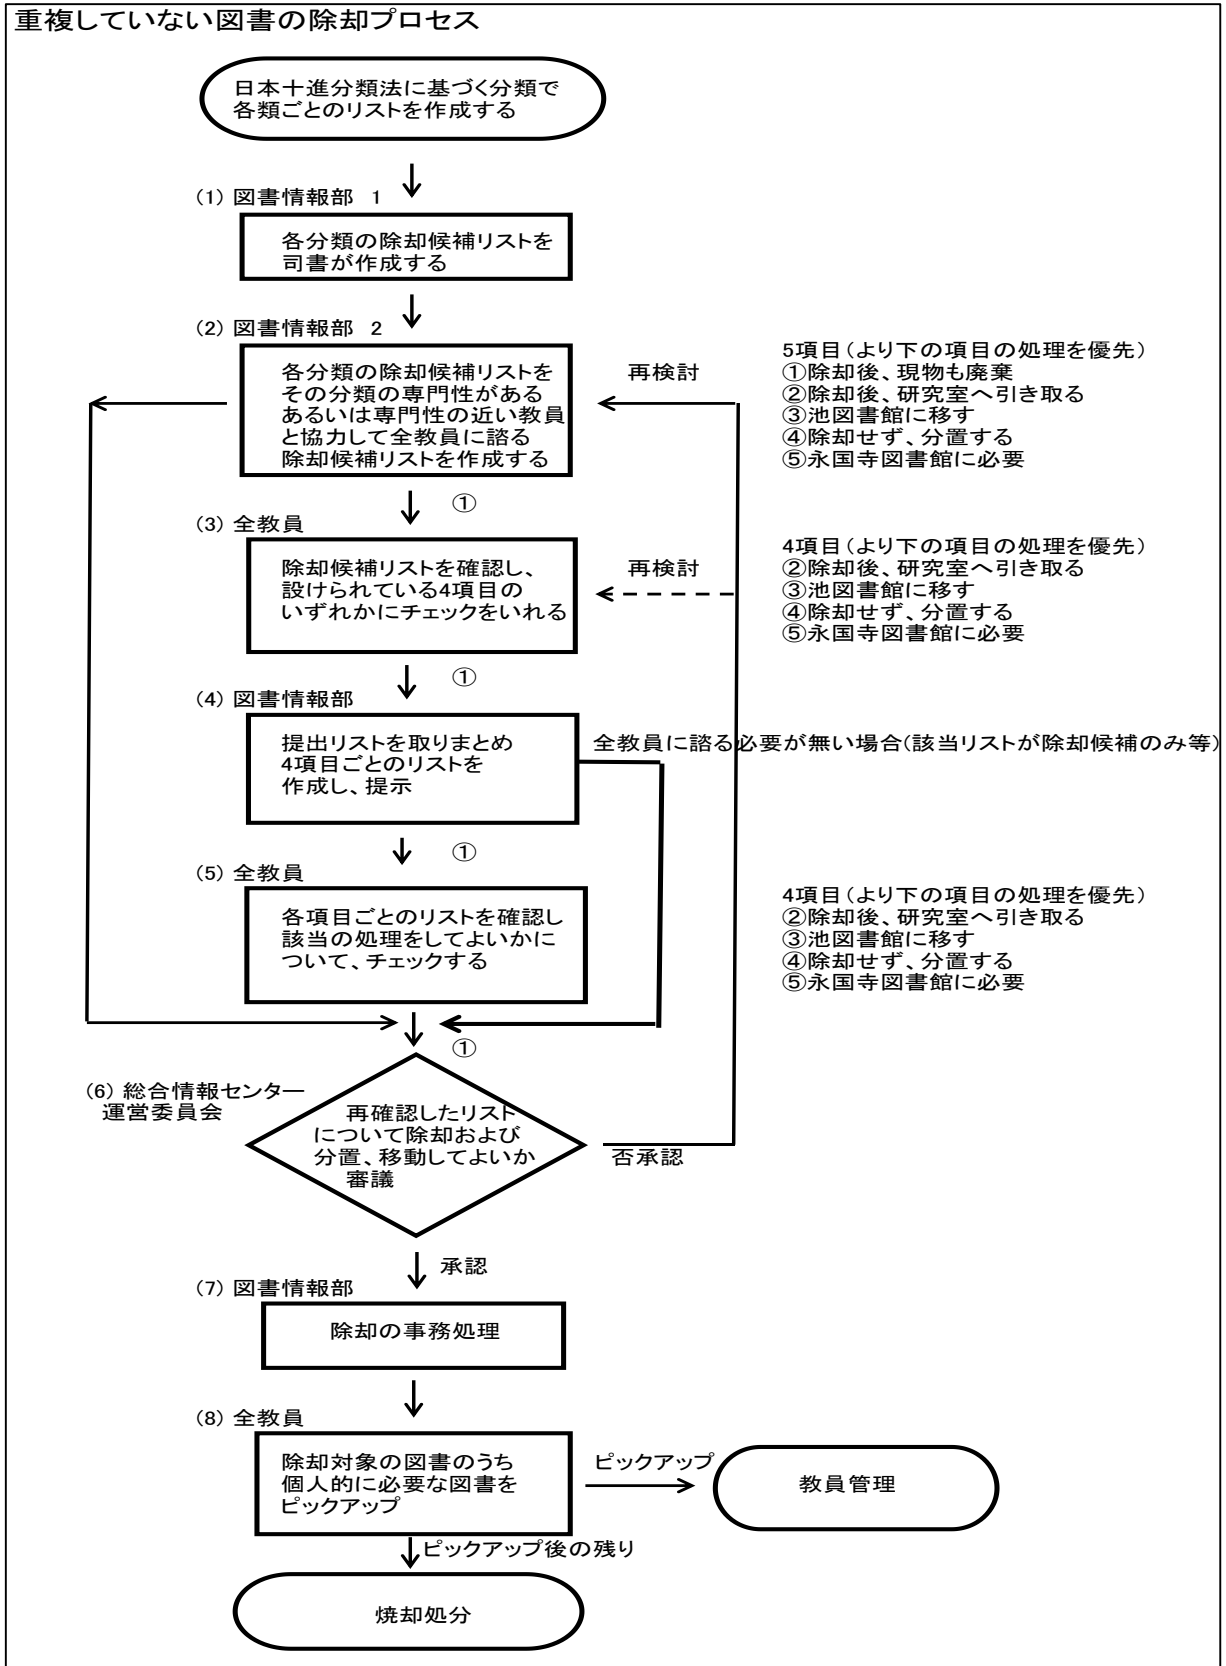 重複していない図書の除却プロセス
日本十進分類法に基づく分類で
各類ごとのリストを作成する
(1) 図書情報部 1
各分類の除却候補リストを
司書が作成する
(2) 図書情報部 2
各分類の除却候補リストを
その分類の専門性がある
あるいは専門性の近い教員
と協力して全教員に諮る
除却候補リストを作成する
再検討
5項目(より下の項目の処理を優先)
①除却後、現物も廃棄
②除却後、研究室へ引き取る
③池図書館に移す
④除却せず、分置する
⑤永国寺図書館に必要
①
(3) 全教員
除却候補リストを確認し、
設けられている4項目の
いずれかにチェックをいれる
再検討
4項目(より下の項目の処理を優先)
②除却後、研究室へ引き取る
③池図書館に移す
④除却せず、分置する
⑤永国寺図書館に必要
①
(4) 図書情報部
提出リストを取りまとめ
4項目ごとのリストを
作成し、提示
全教員に諮る必要が無い場合(該当リストが除却候補のみ等)
①
(5) 全教員
各項目ごとのリストを確認し
該当の処理をしてよいかに
ついて、チェックする
4項目(より下の項目の処理を優先)
②除却後、研究室へ引き取る
③池図書館に移す
④除却せず、分置する
⑤永国寺図書館に必要
①
(6) 総合情報センター
運営委員会
再確認したリスト
について除却および
分置、移動してよいか
審議
否承認
承認
(7) 図書情報部
除却の事務処理
(8) 全教員
除却対象の図書のうち
個人的に必要な図書を
ピックアップ
ピックアップ
教員管理
ピックアップ後の残り
焼却処分